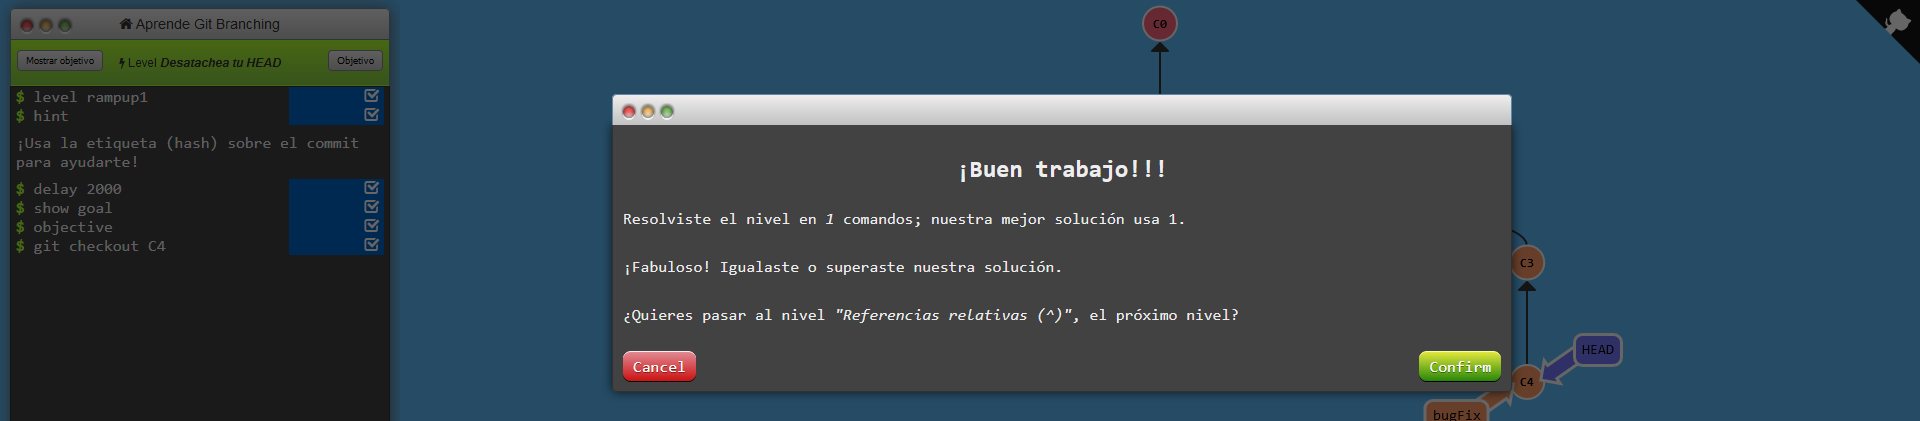 Aprende Git Branching
Mostrar objetivo
Level Desatachea tu HEAD
Objetivo
$ level rampup1
$ hint
¡Usa la etiqueta (hash) sobre el commit
para ayudarte!
$ delay 2000
$ show goal
$ objective
$ git checkout C4
C0
¡Buen trabajo!!!
Resolviste el nivel en 1 comandos; nuestra mejor solución usa 1.
¡Fabuloso! Igualaste o superaste nuestra solución.
¿Quieres pasar al nivel "Referencias relativas (^)", el próximo nivel?
Cancel
Confirm
C3
HEAD
C4
bugFix